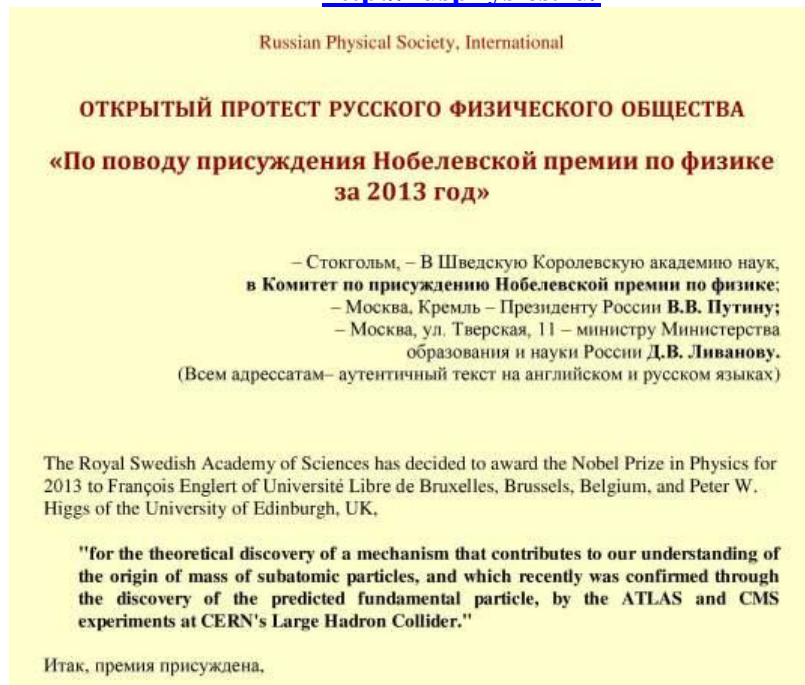 Russian Physical Society, International
ОТКРЫТЫЙ ПРОТЕСТ РУССКОГО ФИЗИЧЕСКОГО ОБЩЕСТВА
«По поводу присуждения Нобелевской премии по физике
за 2013 год»
– Стокгольм, – В Шведскую Королевскую академию наук,
в Комитет по присуждению Нобелевской премии по физике;
– Москва, Кремль – Президенту России В.В. Путину;
– Москва, ул. Тверская, 11 – министру Министерства
образования и науки России Д.В. Ливанову.
(Всем адрессатам– аутентичный текст на английском и русском языках)
The Royal Swedish Academy of Sciences has decided to award the Nobel Prize in Physics for
2013 to François Englert of Université Libre de Bruxelles, Brussels, Belgium, and Peter W.
Higgs of the University of Edinburgh, UK,
"for the theoretical discovery of a mechanism that contributes to our understanding of
the origin of mass of subatomic particles, and which recently was confirmed through
the discovery of the predicted fundamental particle, by the ATLAS and CMS
experiments at CERN's Large Hadron Collider."
Итак, премия присуждена,